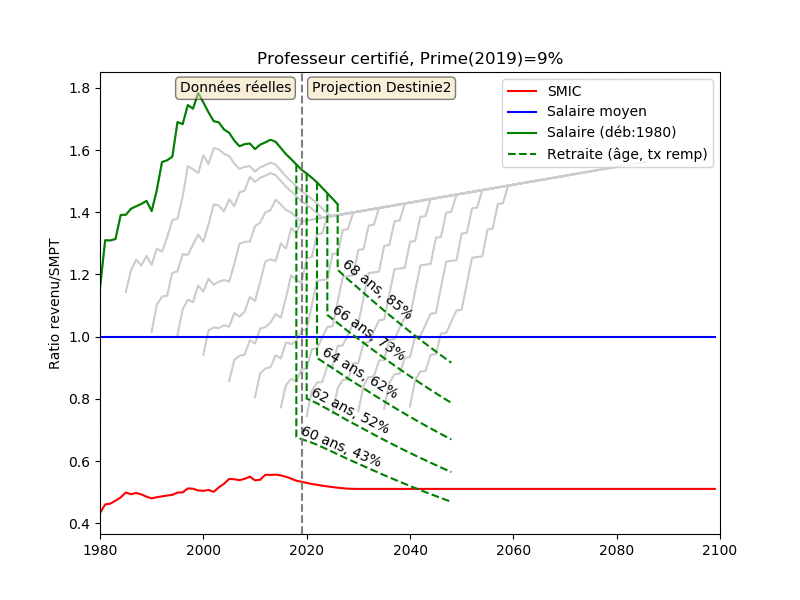 Professeur certifié, Prime(2019)=9%
Données réelles
Projection Destinie2
SMIC
Salaire moyen
Salaire (déb:1980)
Retraite (âge, tx remp)
Ratio revenu/SMPT
1.8
1.6
1.4
1.2
1.0
0.8
0.6
0.4
68 ans, 85%
66 ans, 73%
64 ans, 62%
62 ans, 52%
60 ans, 43%
1980
2000
2020
2040
2060
2080
2100